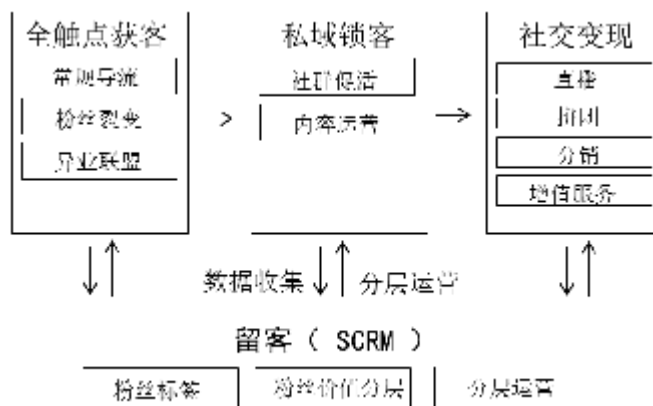 全触点获客
常规导流
粉丝裂变
异业联盟
>
私域锁客
社群促活
内容运营
社交变现
直播
拼团
分销
增值服务
数据收集
分层运营
留客（ SCRM ）
粉丝标签
粉丝价值分层
分层运营